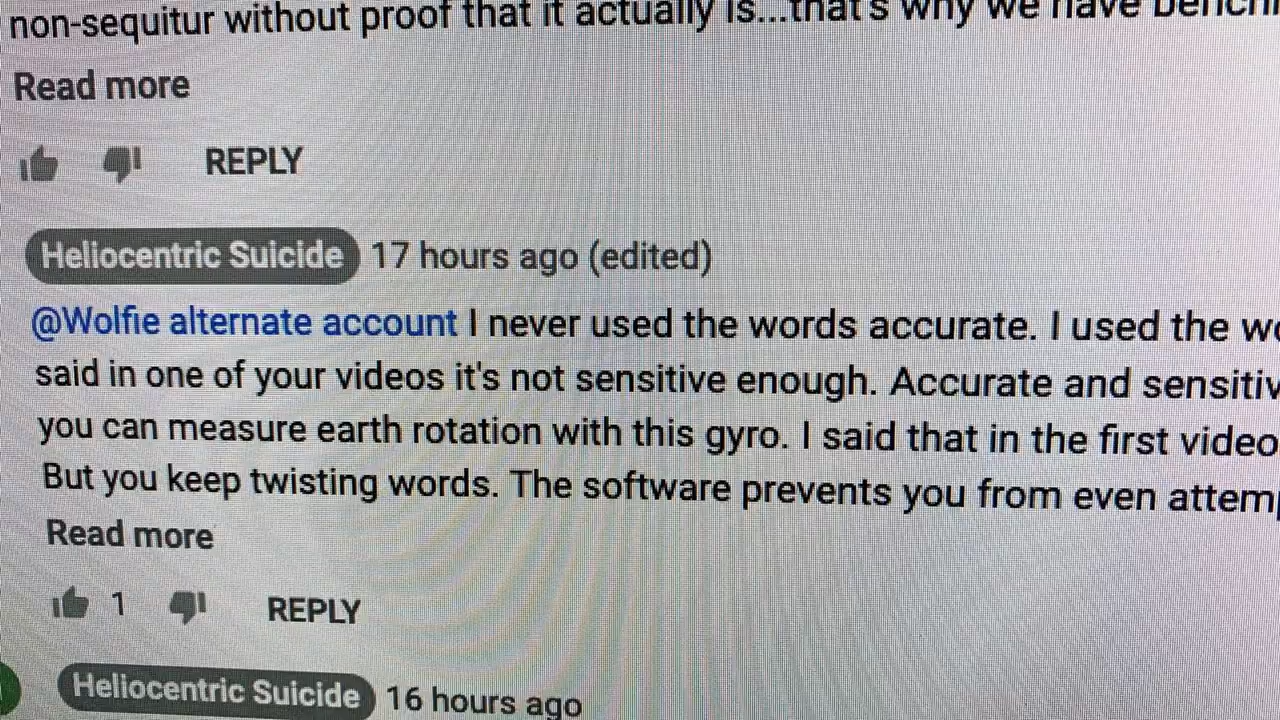 non-sequitur without proof that it actually is...that's why we have
Read more
REPLY
Heliocentric Suicide 17 hours ago (edited)
@Wolfie alternate account I never used the words accurate. I used the
said in one of your videos it's not sensitive enough. Accurate and
you can measure earth rotation with this gyro. I said that in the first video
But you keep twisting words. The software prevents you from even
Read more
1 REPLY
Heliocentric Suicide 16 hours ago